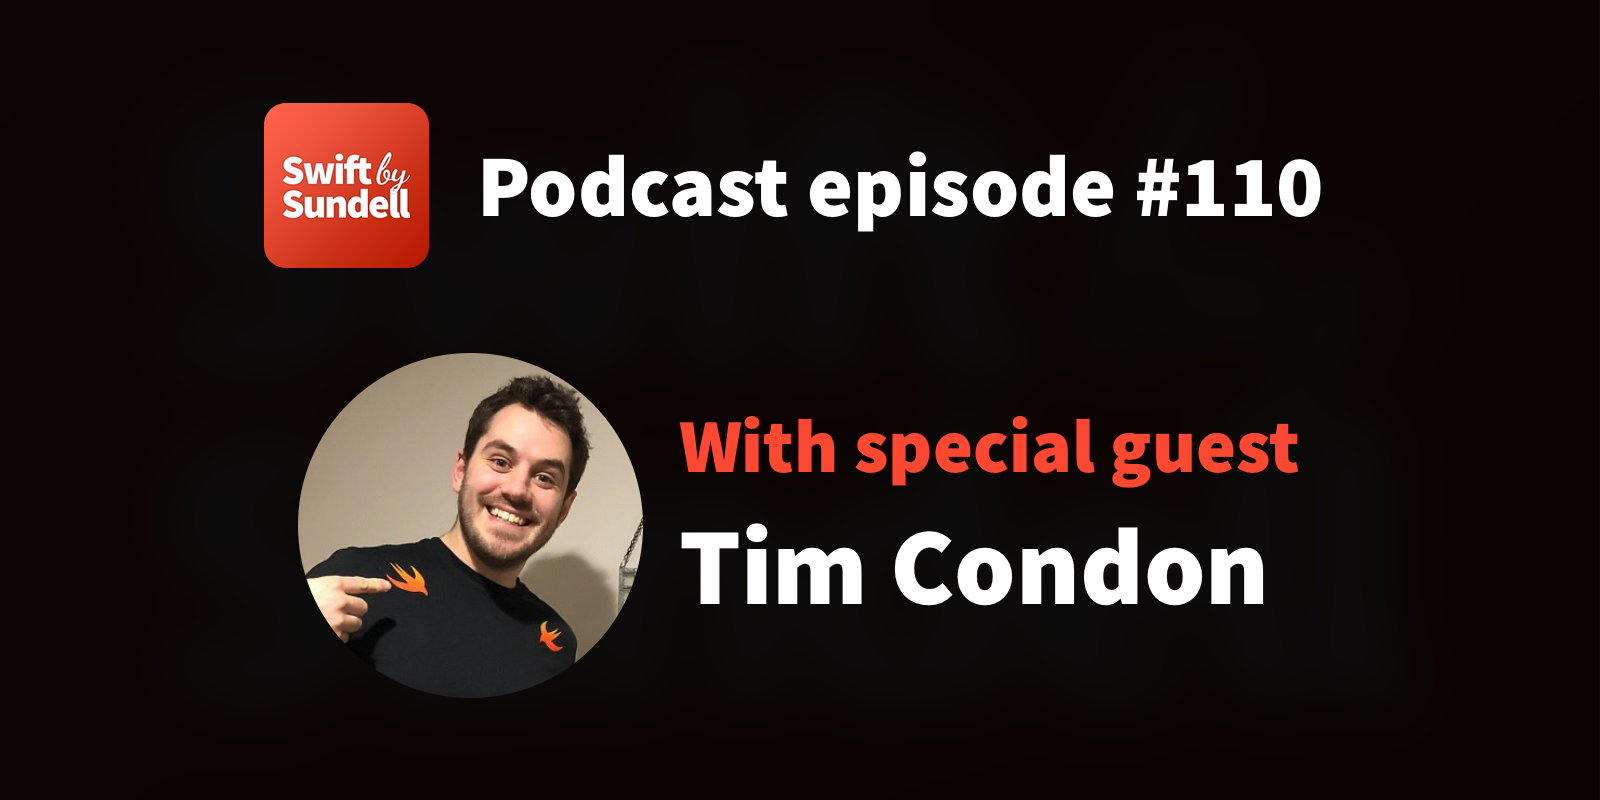 Swift by
Sundell
Podcast episode #110
With special guest
Tim Condon